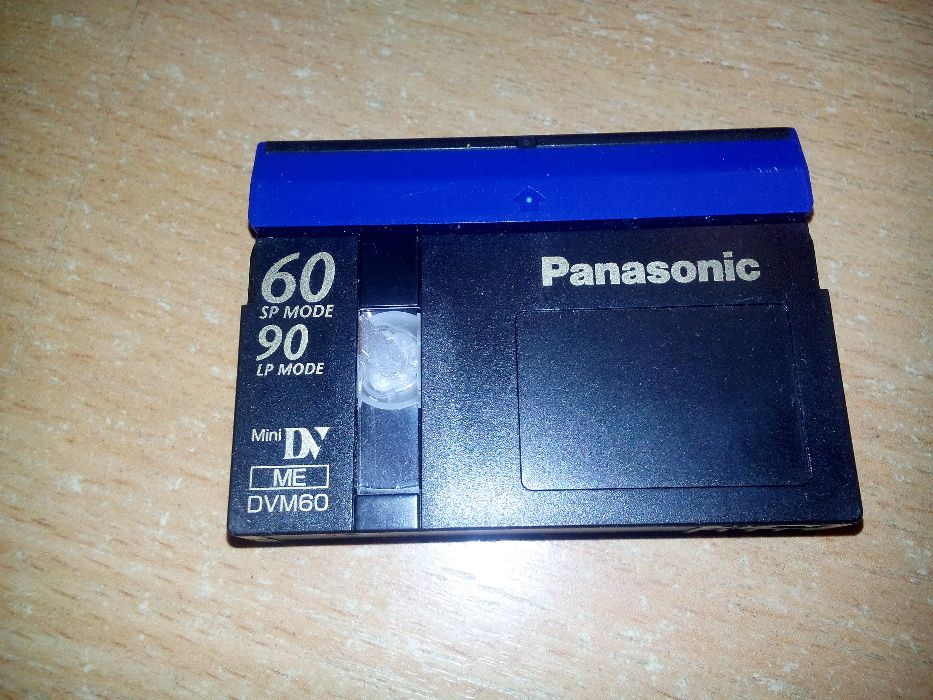 60
SP MODE
90
LP MODE
Mini DV
ME
DVM60
Panasonic